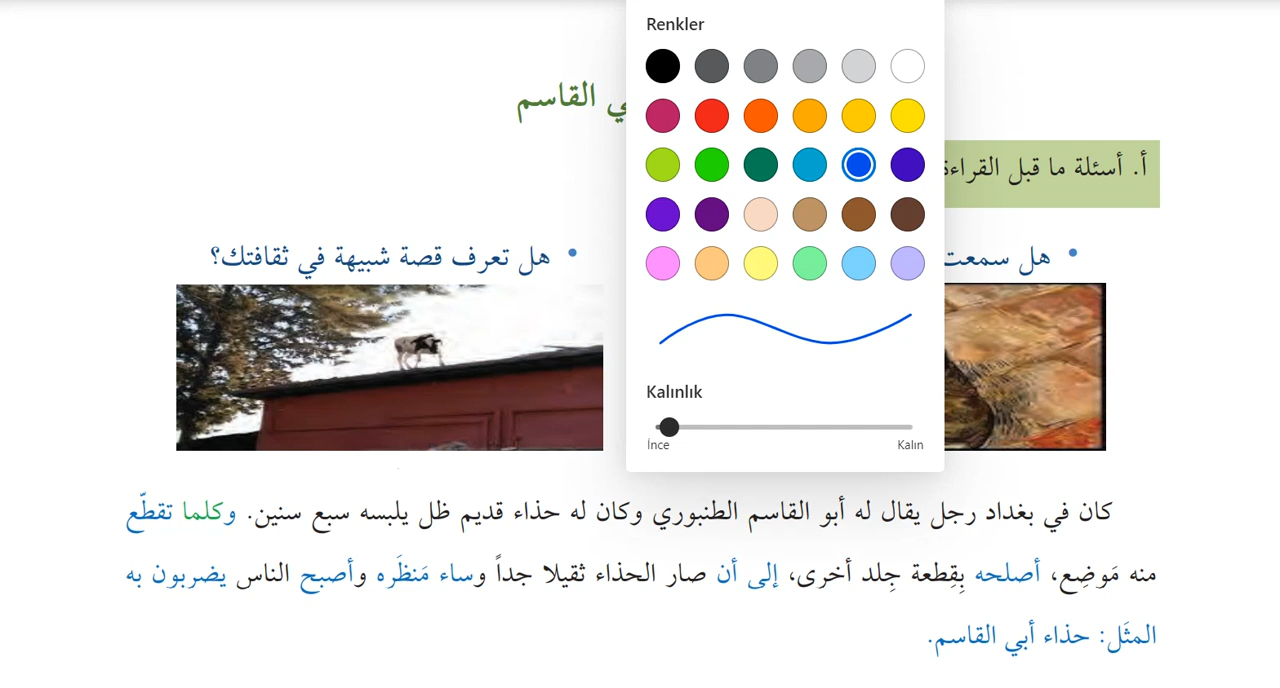 Renkler
ي القاسم
أ. أسئلة ما قبل القراءة
هل سمعت
هل تعرف قصة شبيهة في ثقافتك؟
Kalınlık
İnce
Kalın
كان في بغداد رجل يقال له أبو القاسم الطنبوري وكان له حذاء قديم ظل يلبسه سبع سنين. وكلما تقطّع
منه مَوضِع، أصلحه بِقِطعة جِلد أخرى، إلى أن صار الحذاء ثقيلا جداً وساء مَنظَره وأصبح الناس يضربون به
المثَل: حذاء أبي القاسم.